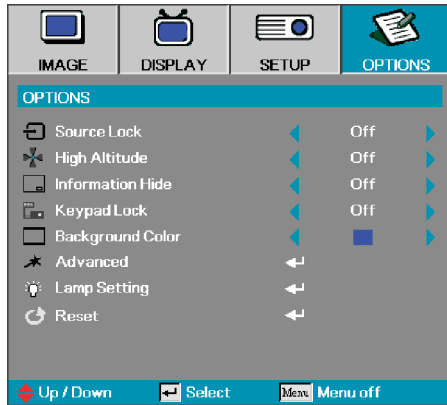 IMAGE DISPLAY SETUP OPTIONS
OPTIONS
Source Lock Off
High Altitude Off
Information Hide Off
Keypad Lock Off
Background Color
Advanced
Lamp Setting
Reset
Up / Down Select Menu Menu off